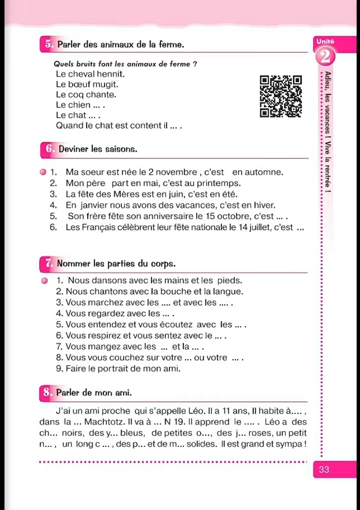 5. Parler des animaux de la ferme.
Unité
2
Adieu, les vacances ! Vive la rentrée !
Quels bruits font les animaux de ferme ?
Le cheval hennit.
Le bœuf mugit.
Le coq chante.
Le chien ... .
Le chat ... .
Quand le chat est content il ... .
6. Deviner les saisons.
1. Ma soeur est née le 2 novembre , c'est en automne.
2. Mon père part en mai, c'est au printemps.
3. La fête des Mères est en juin, c'est en été.
4. En janvier nous avons des vacances, c'est en hiver.
5. Son frère fête son anniversaire le 15 octobre, c'est ... .
6. Les Français célèbrent leur fête nationale le 14 juillet, c'est ...
7. Nommer les parties du corps.
1. Nous dansons avec les mains et les pieds.
2. Nous chantons avec la bouche et la langue.
3. Vous marchez avec les .... et avec les .... .
4. Vous regardez avec les ... .
5. Vous entendez et vous écoutez avec les ... .
6. Vous respirez et vous sentez avec le ... .
7. Vous mangez avec les ... et la ... .
8. Vous vous couchez sur votre ... ou votre ... .
9. Faire le portrait de mon ami.
8. Parler de mon ami.
J'ai un ami proche qui s'appelle Léo. Il a 11 ans, Il habite à....,
dans la ... Machtotz. Il va à ... N 19. Il apprend le .... . Léo a des
ch... noirs, des y... bleus, de petites o..., des j... roses, un petit
n..., un long c ..., des p... et de m... solides. Il est grand et sympa !
33